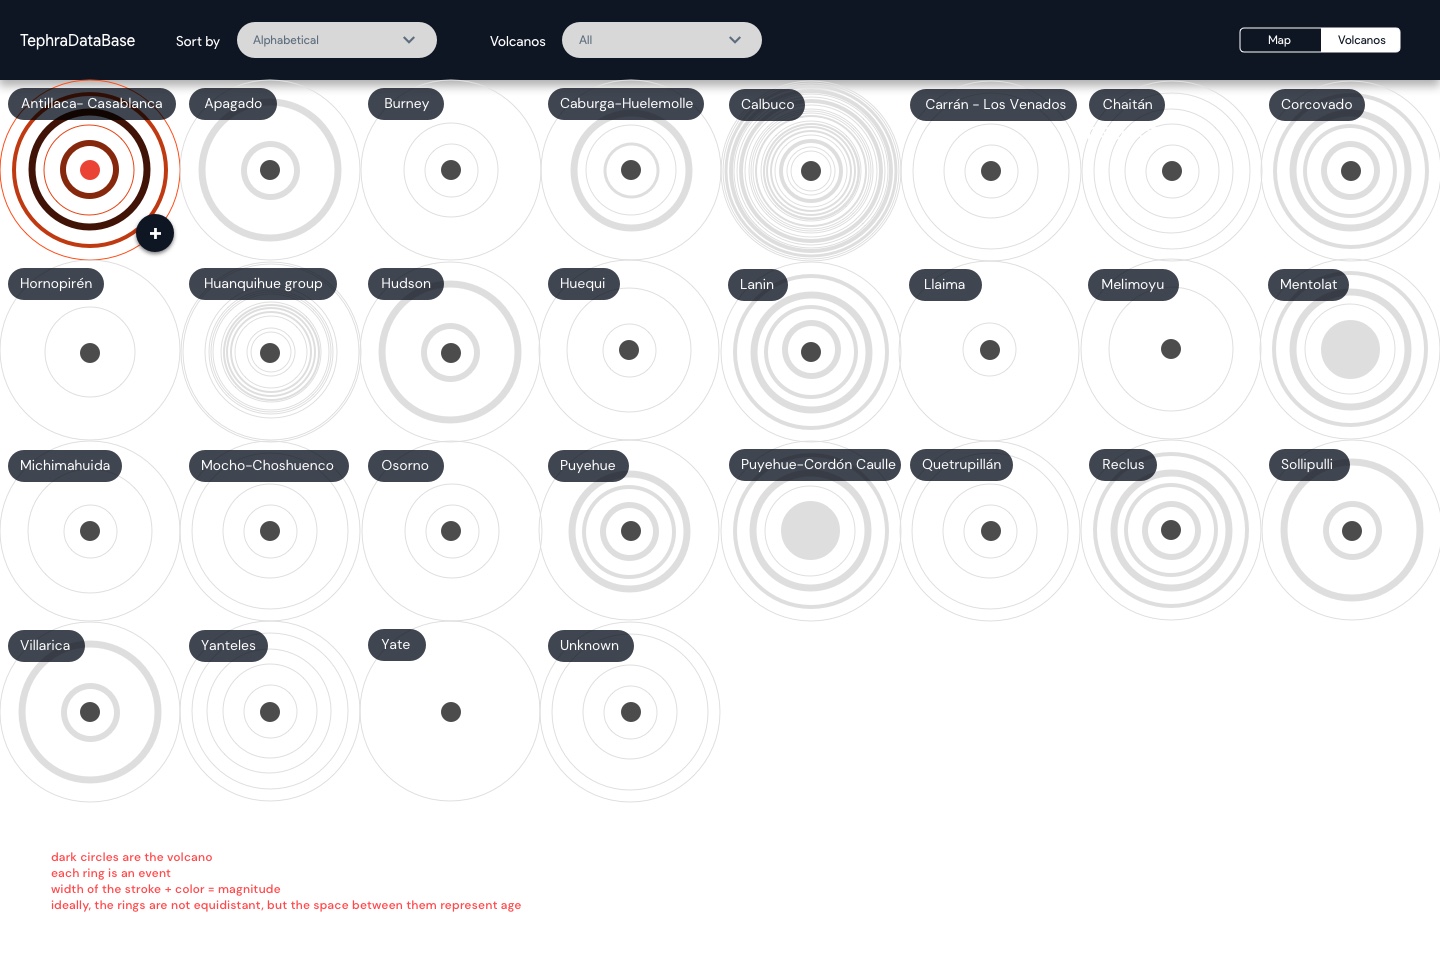 TephraDataBase
Sort by
Alphabetical
Volcanos
All
Map
Volcanos
Antillaca- Casablanca
Apagado
Burney
Caburga-Huelemolle
Calbuco
Carrán - Los Venados
Chaitán
Corcovado
+
Hornopirén
Huanquihue group
Hudson
Huequi
Lanin
Llaima
Melimoyu
Mentolat
Michimahuida
Mocho-Choshuenco
Osorno
Puyehue
Puyehue-Cordón Caulle
Quetrupillán
Reclus
Sollipulli
Villarica
Yanteles
Yate
Unknown
dark circles are the volcano
each ring is an event
width of the stroke + color = magnitude
ideally, the rings are not equidistant, but the space between them represent age